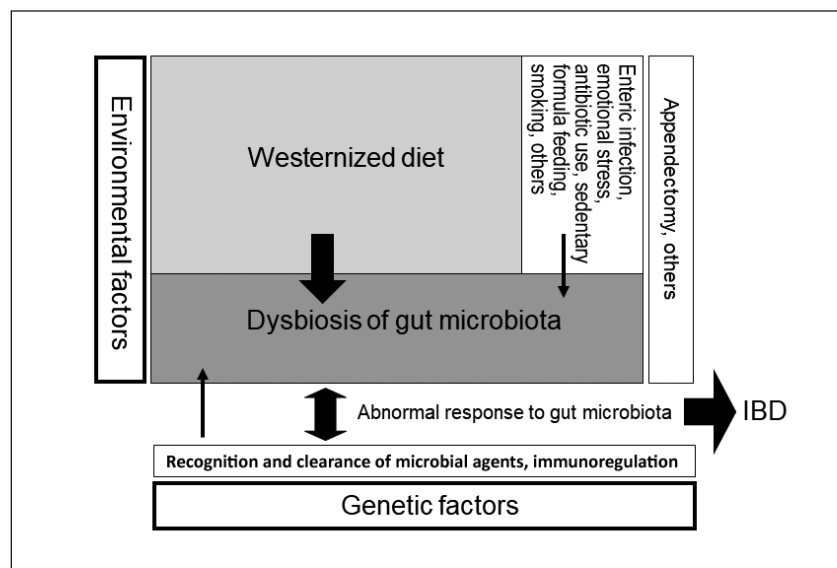 Environmental factors
Westernized diet
Enteric infection,
emotional stress,
antibiotic use, sedentary
formula feeding,
smoking, others
Appendectomy, others
Dysbiosis of gut microbiota
Abnormal response to gut microbiota
IBD
Recognition and clearance of microbial agents, immunoregulation
Genetic factors